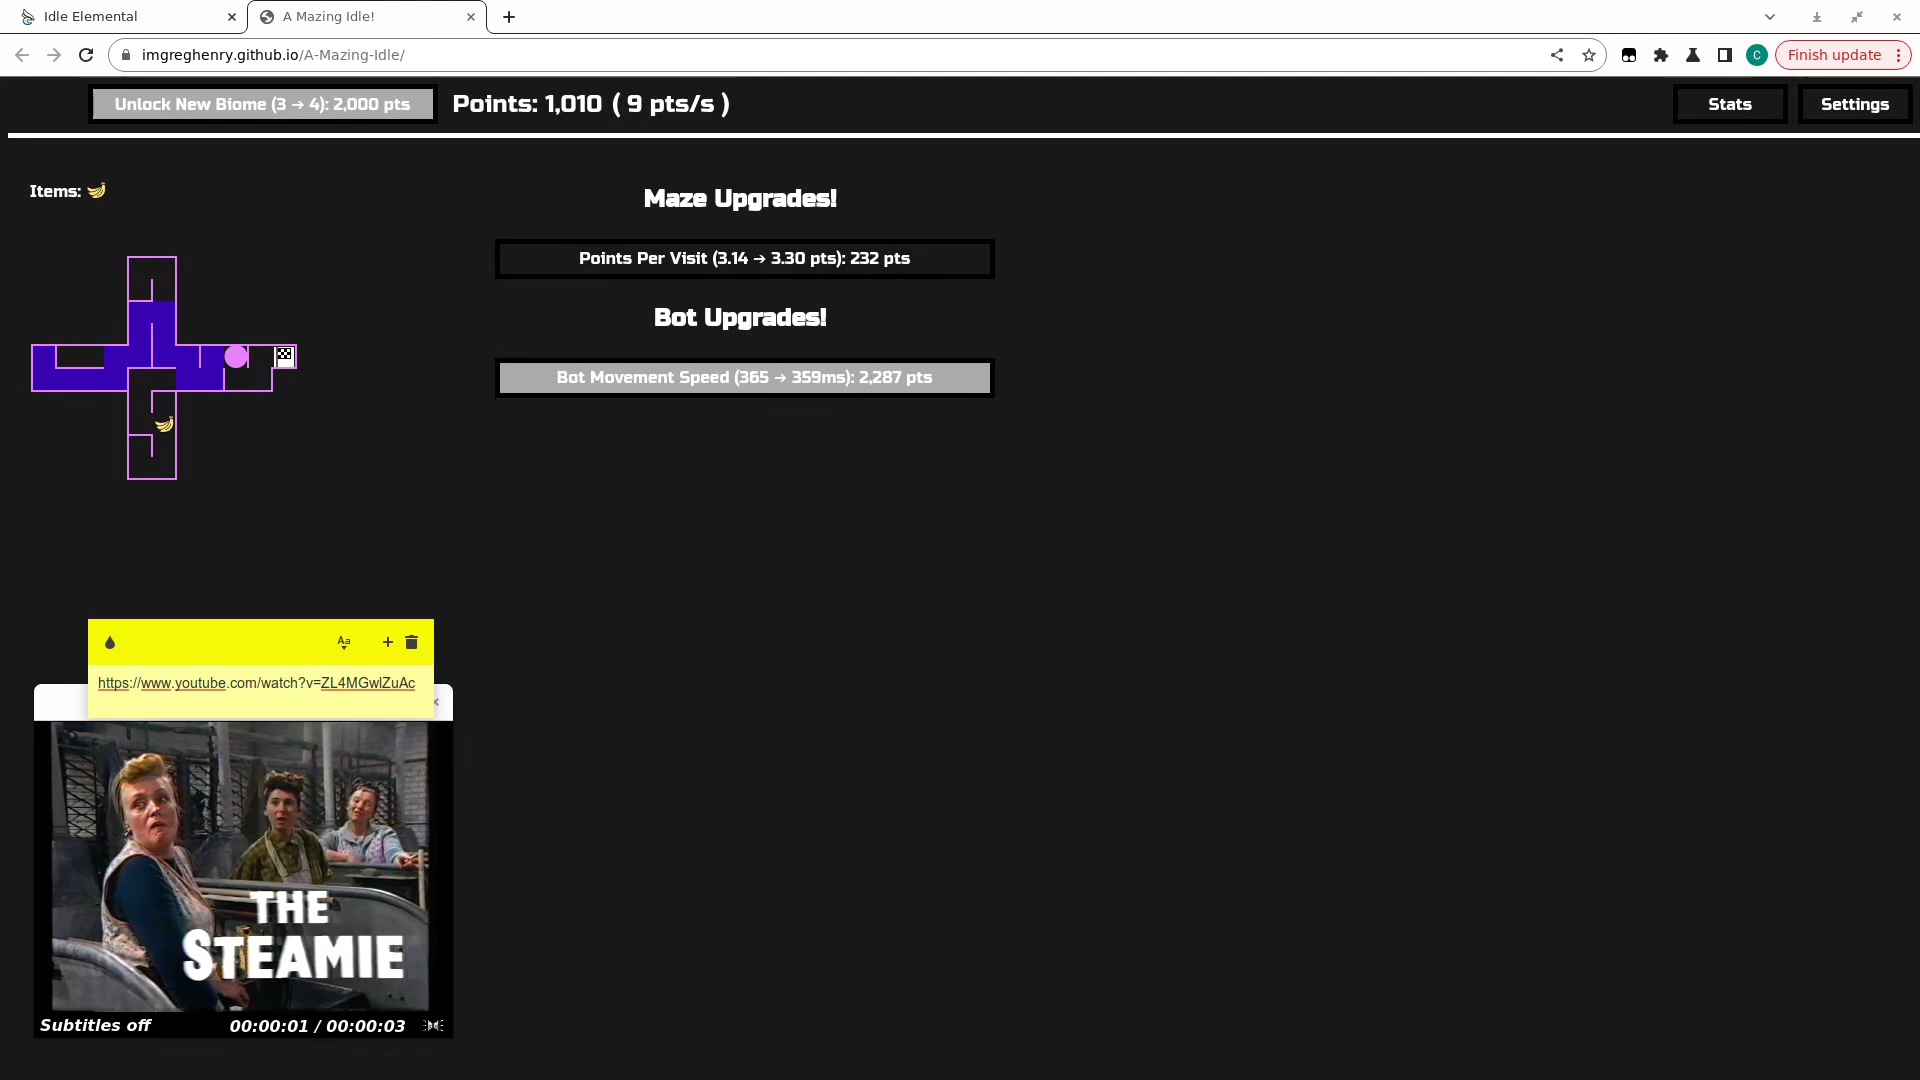 Idle Elemental
A Mazing Idle!
imgreghenry.github.io/A-Mazing-Idle/
C
Finish update
Unlock New Biome (3 → 4): 2,000 pts
Points: 1,010 ( 9 pts/s )
Stats
Settings
Items:
Maze Upgrades!
Points Per Visit (3.14 → 3.30 pts): 232 pts
Bot Upgrades!
Bot Movement Speed (365 → 359ms): 2,287 pts
Aa
https://www.youtube.com/watch?v=ZL4MGwlZuAc
THE
STEAMIE
Subtitles off
00:00:01 / 00:00:03